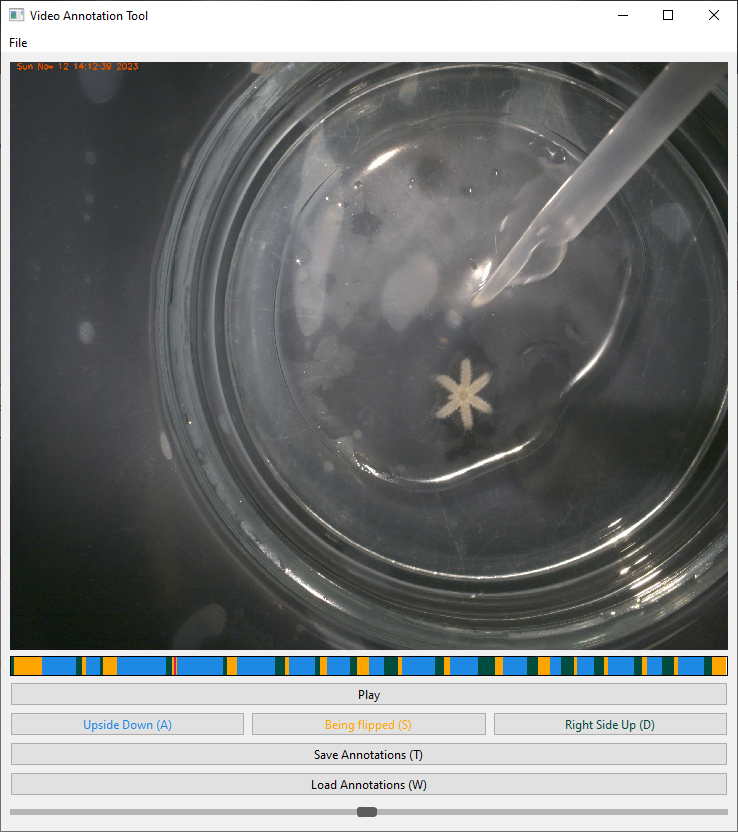 Video Annotation Tool
File
Sun Nov 12 14:12:39 2023
Play
Upside Down (A)
Being flipped (S)
Right Side Up (D)
Save Annotations (T)
Load Annotations (W)